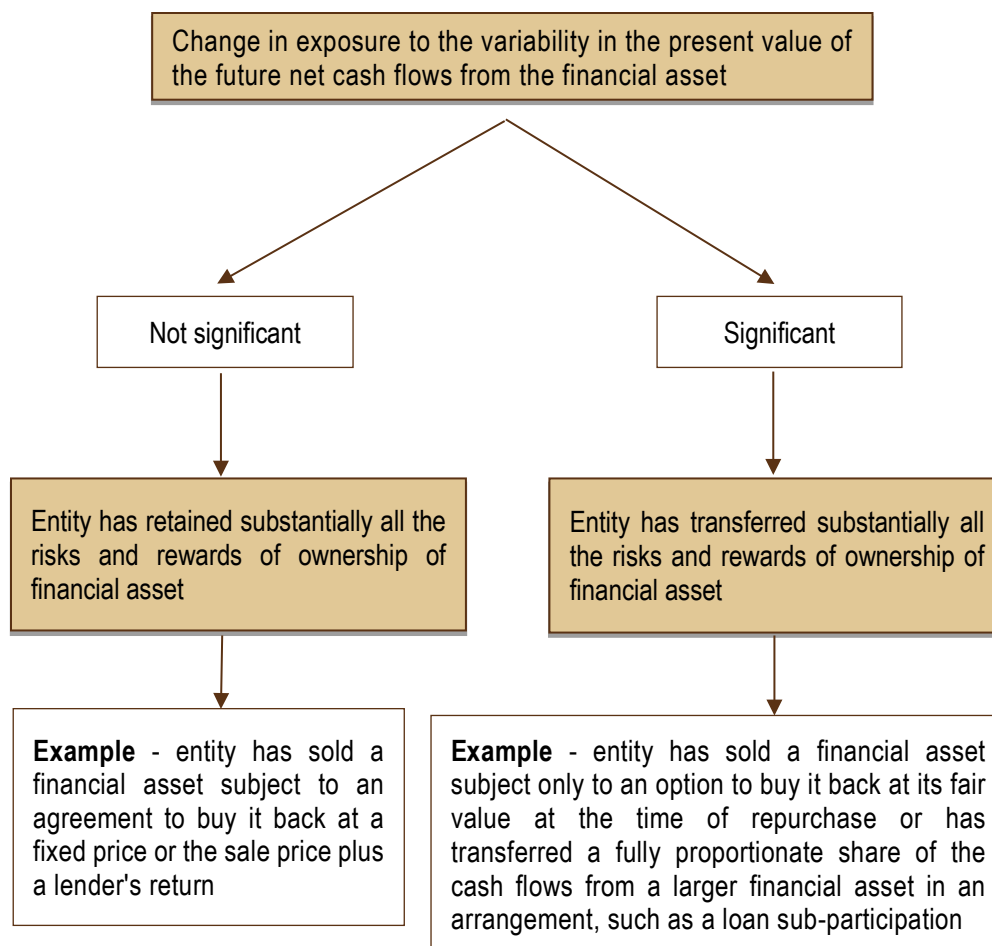 Change in exposure to the variability in the present value of
the future net cash flows from the financial asset
Not significant
Significant
Entity has retained substantially all the
risks and rewards of ownership of
financial asset
Entity has transferred substantially all
the risks and rewards of ownership of
financial asset
Example - entity has sold a
financial asset subject to an
agreement to buy it back at a
fixed price or the sale price plus
a lender's return
Example - entity has sold a financial asset
subject only to an option to buy it back at its fair
value at the time of repurchase or has
transferred a fully proportionate share of the
cash flows from a larger financial asset in an
arrangement, such as a loan sub-participation